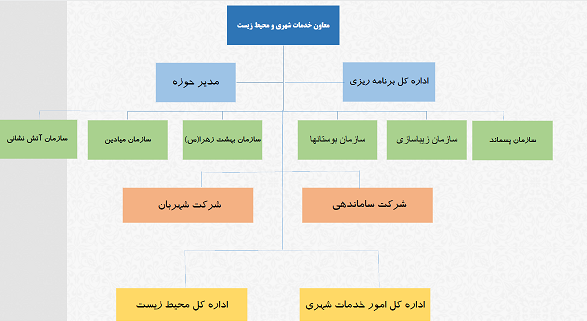 معاون خدمات شهری و محیط زیست
اداره کل برنامه ریزی
مدیر حوزه
سازمان پسماند
سازمان زیباسازی
سازمان بوستانها
سازمان بهشت زهرا(س)
سازمان میادین
سازمان آتش نشانی
شرکت ساماندهی
شرکت شهربان
اداره کل امور خدمات شهری
اداره کل محیط زیست